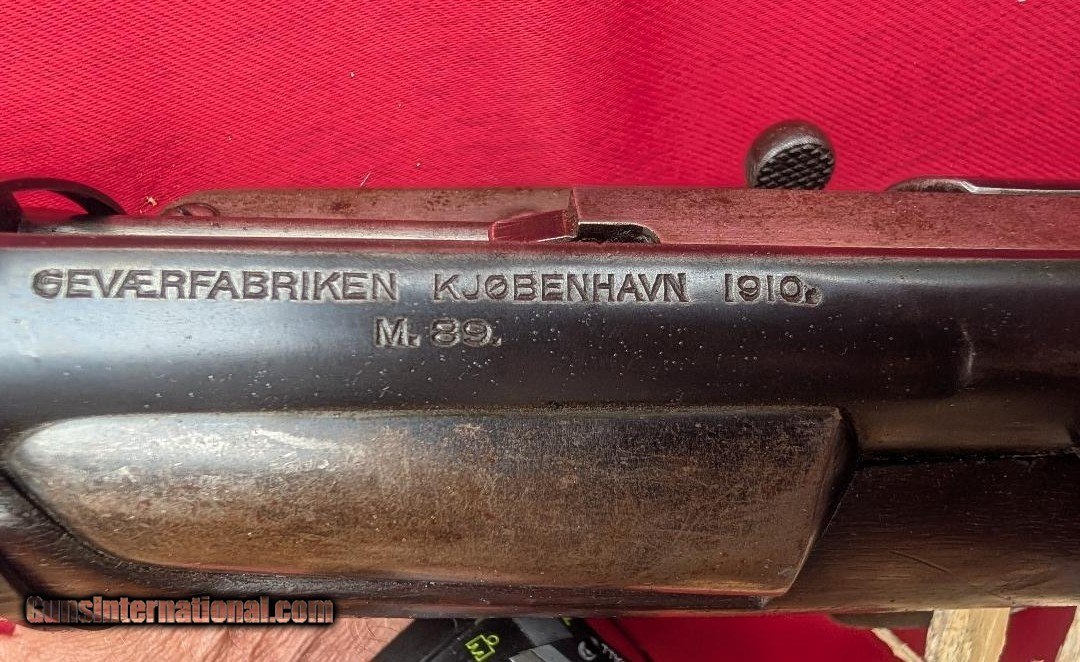 GEVÆRFABRIKEN KJØBENHAVN 1910.
M. 89.
GunsInternational.com